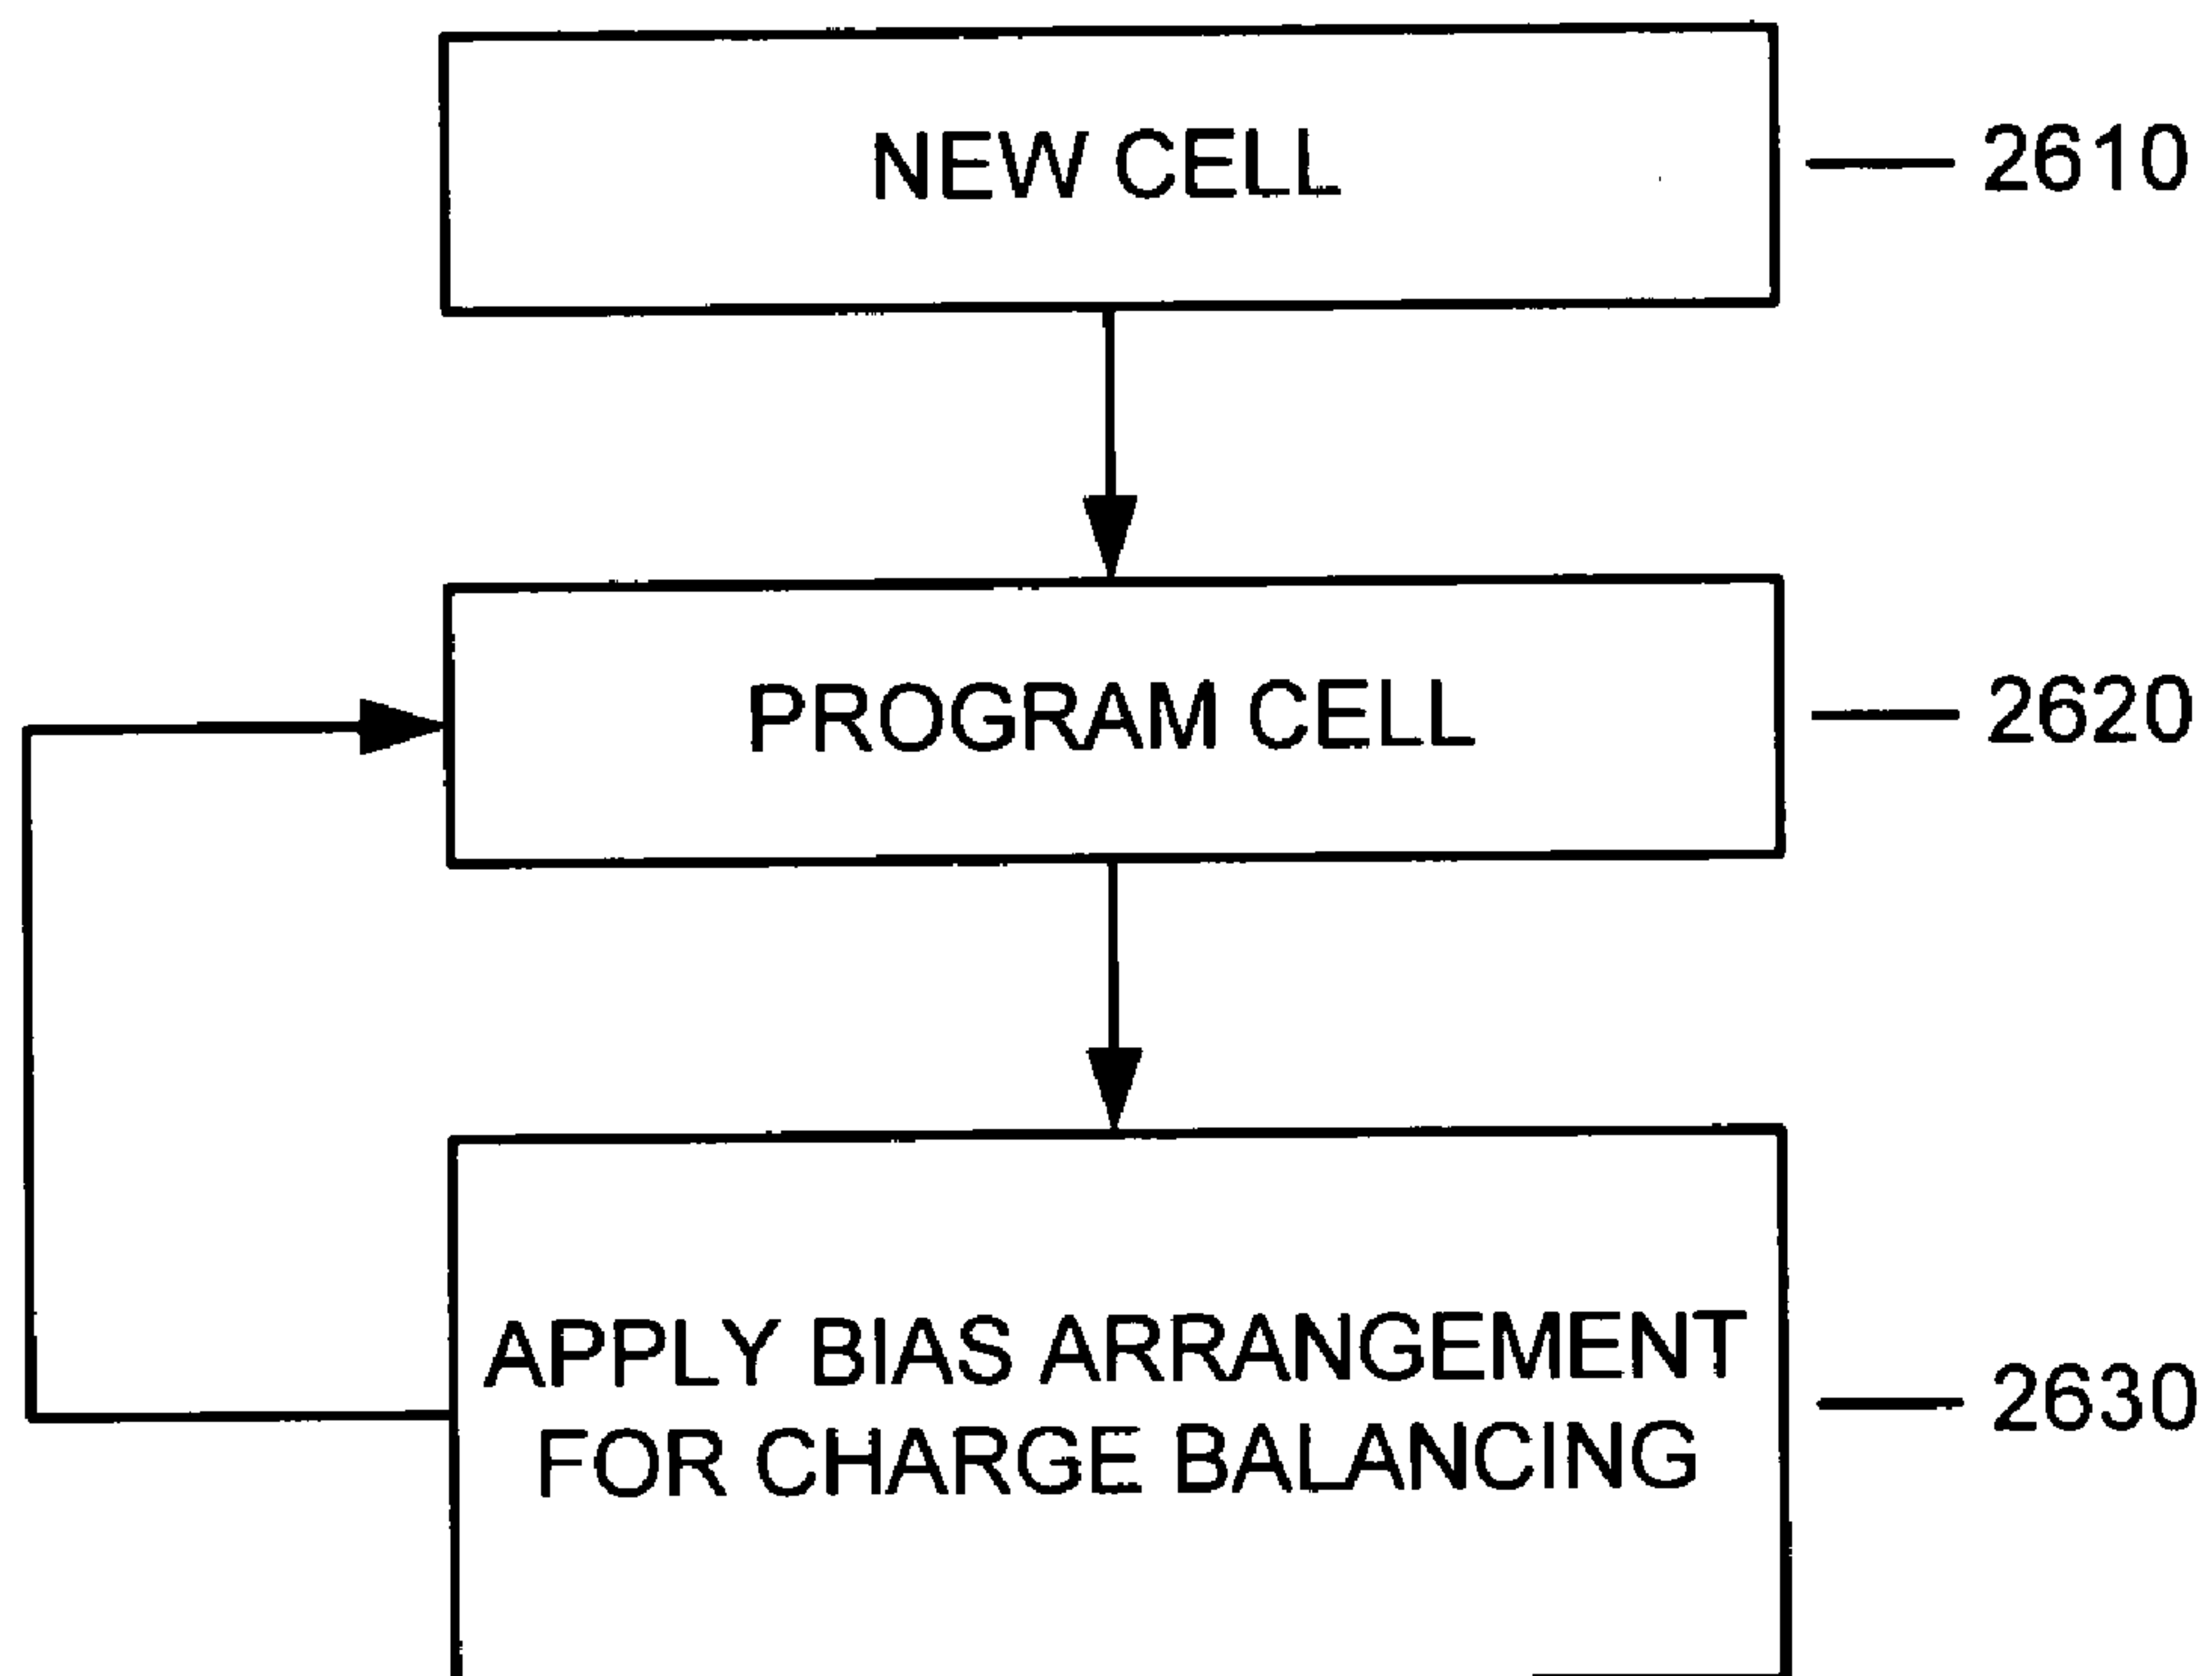 NEW CELL
2610
PROGRAM CELL
2620
APPLY BIAS ARRANGEMENT
FOR CHARGE BALANCING
2630